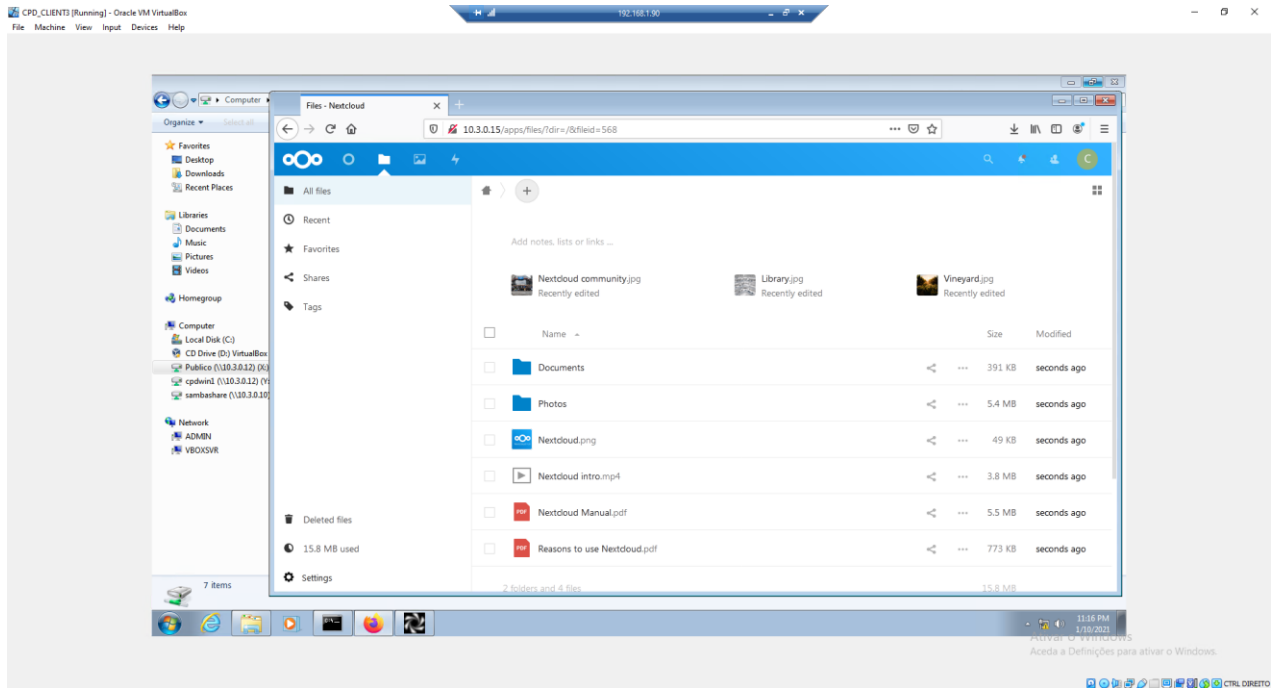 CPD_CLIENT3 [Running] - Oracle VM VirtualBox
192.168.1.90
File Machine View Input Devices Help
Computer
Organize Select all
Favorites
Desktop
Downloads
Recent Places
Libraries
Documents
Music
Pictures
Videos
Homegroup
Computer
Local Disk (C:)
CD Drive (D:) VirtualBox
Publico (\\10.3.0.12) (X:)
cpdwin1 (\\10.3.0.12) (Y:
sambashare (\\10.3.0.10)
Network
ADMIN
VBOXSVR
7 items
Files - Nextcloud
10.3.0.15/apps/files/?dir=/&fileid=568
C
All files
Recent
Favorites
Shares
Tags
Deleted files
15.8 MB used
Settings
Add notes, lists or links ...
Nextcloud community.jpg Library.jpg Vineyard.jpg
Recently edited Recently edited Recently edited
Name Size Modified
Documents 391 KB seconds ago
Photos 5.4 MB seconds ago
Nextcloud.png 49 KB seconds ago
Nextcloud intro.mp4 3.8 MB seconds ago
PDF Nextcloud Manual.pdf 5.5 MB seconds ago
PDF Reasons to use Nextcloud.pdf 773 KB seconds ago
2 folders and 4 files 15.8 MB
11:16 PM
1/10/2021
Ativar o Windows
Aceda a Definições para ativar o Windows.
CTRL DIREITO